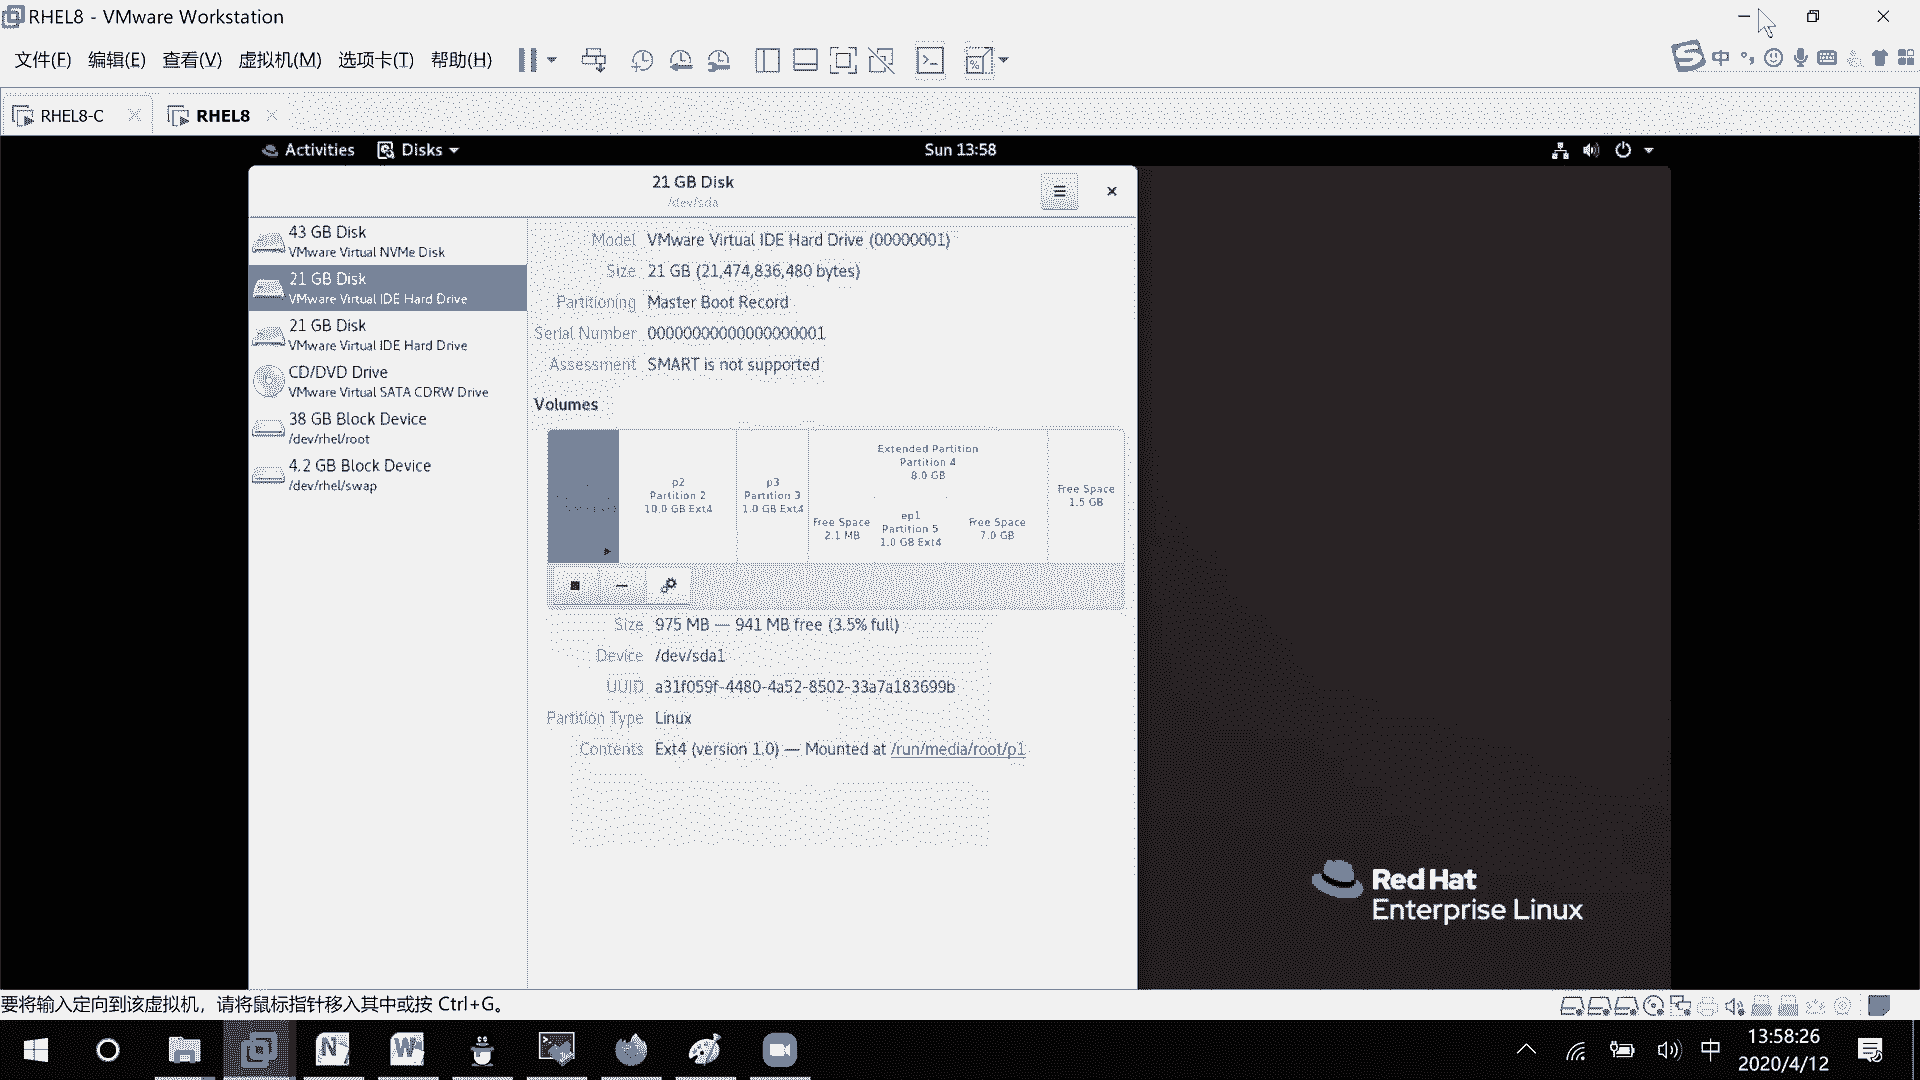 RHEL8 - VMware Workstation
文件(F) 编辑(E) 查看(V) 虚拟机(M) 选项卡(T) 帮助(H)
中
RHEL8-C
RHEL8
Activities Disks Sun 13:58
21 GB Disk
/dev/sda
43 GB Disk
VMware Virtual NVMe Disk
21 GB Disk
VMware Virtual IDE Hard Drive
21 GB Disk
VMware Virtual IDE Hard Drive
CD/DVD Drive
VMware Virtual SATA CDRW Drive
38 GB Block Device
/dev/rhel/root
4.2 GB Block Device
/dev/rhel/swap
Model VMware Virtual IDE Hard Drive (00000001)
Size 21 GB (21,474,836,480 bytes)
Partitioning Master Boot Record
Serial Number 00000000000000000001
Assessment SMART is not supported
Volumes
p2
Partition 2
10.0 GB Ext4
p3
Partition 3
1.0 GB Ext4
Extended Partition
Partition 4
8.0 GB
Free Space
2.1 MB
ep1
Partition 5
1.0 GB Ext4
Free Space
7.0 GB
Free Space
1.5 GB
Size 975 MB — 941 MB free (3.5% full)
Device /dev/sda1
UUID a31f059f-4480-4a52-8502-33a7a183699b
Partition Type Linux
Contents Ext4 (version 1.0) — Mounted at /run/media/root/p1
Red Hat
Enterprise Linux
要将输入定向到该虚拟机，请将鼠标指针移入其中或按 Ctrl+G。
中
13:58:26
2020/4/12